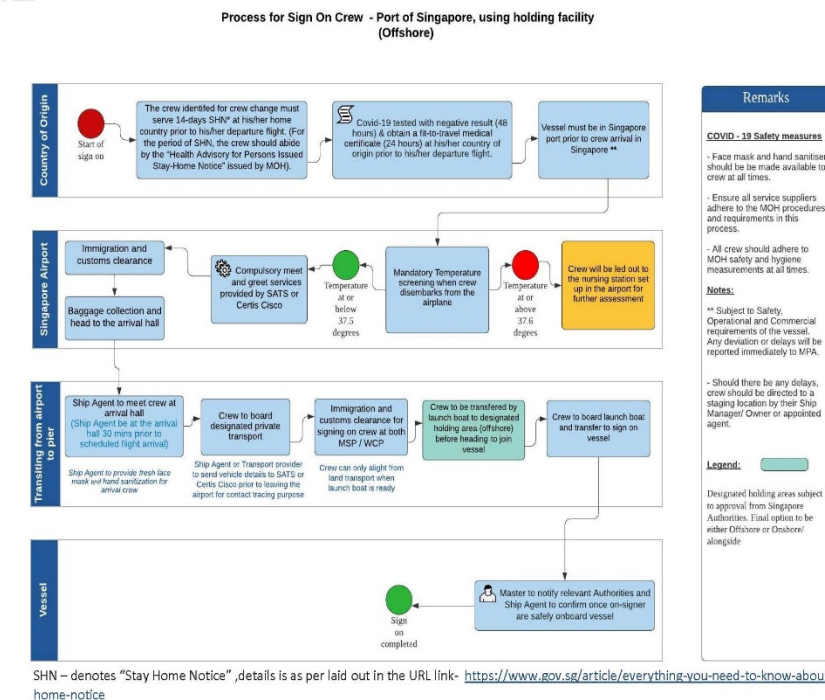 Process for Sign On Crew - Port of Singapore, using holding facility
(Offshore)
Country of Origin
Start of
sign on
The crew identifed for crew change must
serve 14-days SHN* at his/her home
country prior to his/her departure flight. (For
the period of SHN, the crew should abide
by the "Health Advisory for Persons Issued
Stay-Home Notice" issued by MOH).
Covid-19 tested with negative result (48
hours) & obtain a fit-to-travel medical
certificate (24 hours) at his/her country of
origin prior to his/her departure flight.
Vessel must be in Singapore
port prior to crew arrival in
Singapore **
Singapore Airport
Immigration and
customs clearance
Baggage collection and
head to the arrival hall
Compulsory meet
and greet services
provided by SATS or
Certis Cisco
Temperature
at or
below
37.5
degrees
Mandatory Temperature
screening when crew
disembarks from the
airplane
Temperature
at or
above
37.6
degrees
Crew will be led out to
the nursing station set
up in the airport for
further assessment
Transiting from airport
to pier
Ship Agent to meet crew at
arrival hall
(Ship Agent be at the arrival
hall 30 mins prior to
scheduled flight arrival)
Ship Agent to provide fresh face
mask and hand sanitization for
arrival crew
Crew to board
designated private
transport
Ship Agent or Transport provider
to send vehicle details to SATS or
Certis Cisco prior to leaving the
airport for contact tracing purpose
Immigration and
customs clearance for
signing on crew at both
MSP / WCP
Crew can only alight from
land transport when
launch boat is ready
Crew to be transfered by
launch boat to designated
holding area (offshore)
before heading to join
vessel
Crew to board launch boat
and transfer to sign on
vessel
Vessel
Sign
on
completed
Master to notify relevant Authorities and
Ship Agent to confirm once on-signer
are safely onboard vessel
Remarks
COVID - 19 Safety measures
- Face mask and hand sanitiser
should be be made available to
crew at all times.
- Ensure all service suppliers
adhere to the MOH procedures
and requirements in this
process.
- All crew should adhere to
MOH safety and hygiene
measurements at all times.
Notes:
** Subject to Safety,
Operational and Commercial
requirements of the vessel.
Any deviation or delays will be
reported immediately to MPA.
- Should there be any delays,
crew should be directed to a
staging location by their Ship
Manager/ Owner or appointed
agent.
Legend:
Designated holding areas subject
to approval from Singapore
Authorities. Final option to be
either Offshore or Onshore/
alongside
SHN – denotes "Stay Home Notice" ,details is as per laid out in the URL link- https://www.gov.sg/article/everything-you-need-to-know-abou
home-notice